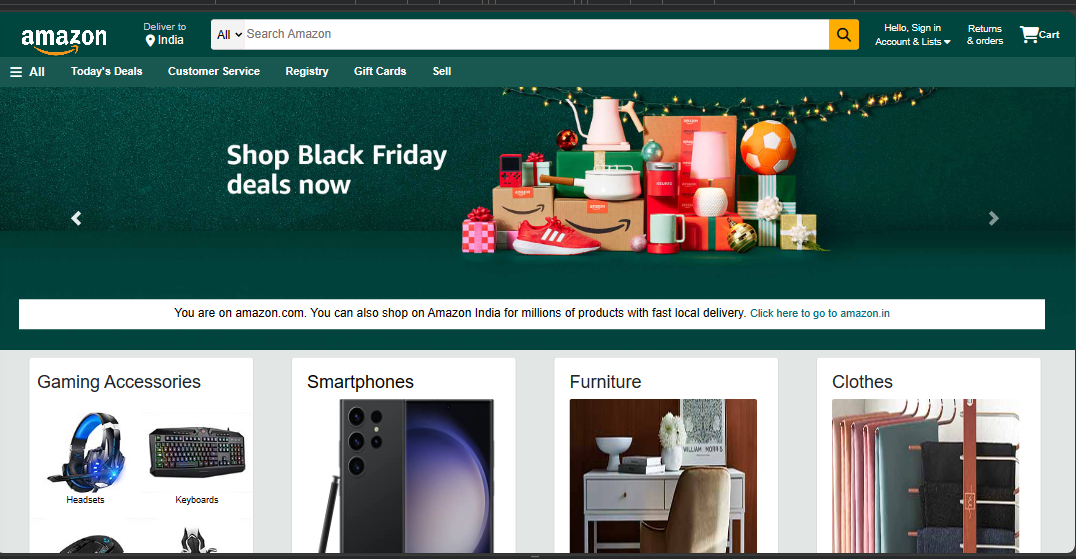 amazon
Deliver to
India
All
Search Amazon
Hello, Sign in
Account & Lists
Returns
& orders
Cart
All
Today's Deals
Customer Service
Registry
Gift Cards
Sell
Shop Black Friday
deals now
You are on amazon.com. You can also shop on Amazon India for millions of products with fast local delivery. Click here to go to amazon.in
Gaming Accessories
Smartphones
Furniture
Clothes
WILLIAM MORRIS
Headsets
Keyboards